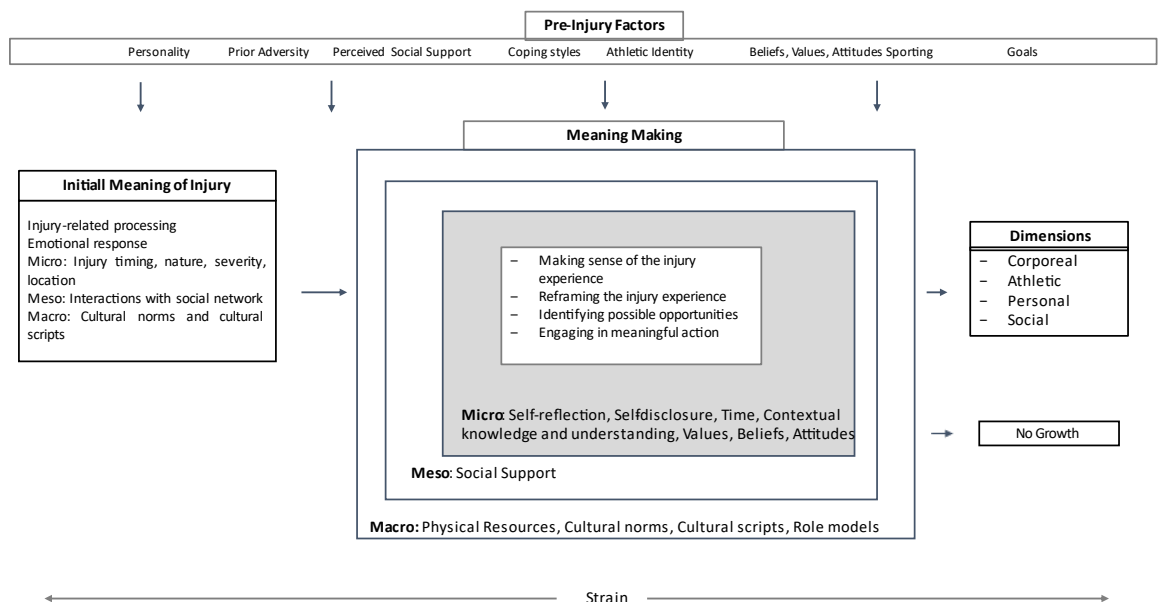 Pre-Injury Factors
Personality Prior Adversity Perceived Social Support Coping styles Athletic Identity Beliefs, Values, Attitudes Sporting Goals
Meaning Making
Initiall Meaning of Injury
Injury-related processing
Emotional response
Micro: Injury timing, nature, severity,
location
Meso: Interactions with social network
Macro: Cultural norms and cultural
scripts
– Making sense of the injury
experience
– Reframing the injury experience
– Identifying possible opportunities
– Engaging in meaningful action
Micro: Self-reflection, Selfdisclosure, Time, Contextual
knowledge and understanding, Values, Beliefs, Attitudes
Meso: Social Support
Macro: Physical Resources, Cultural norms, Cultural scripts, Role models
Dimensions
– Corporeal
– Athletic
– Personal
– Social
No Growth
Strain